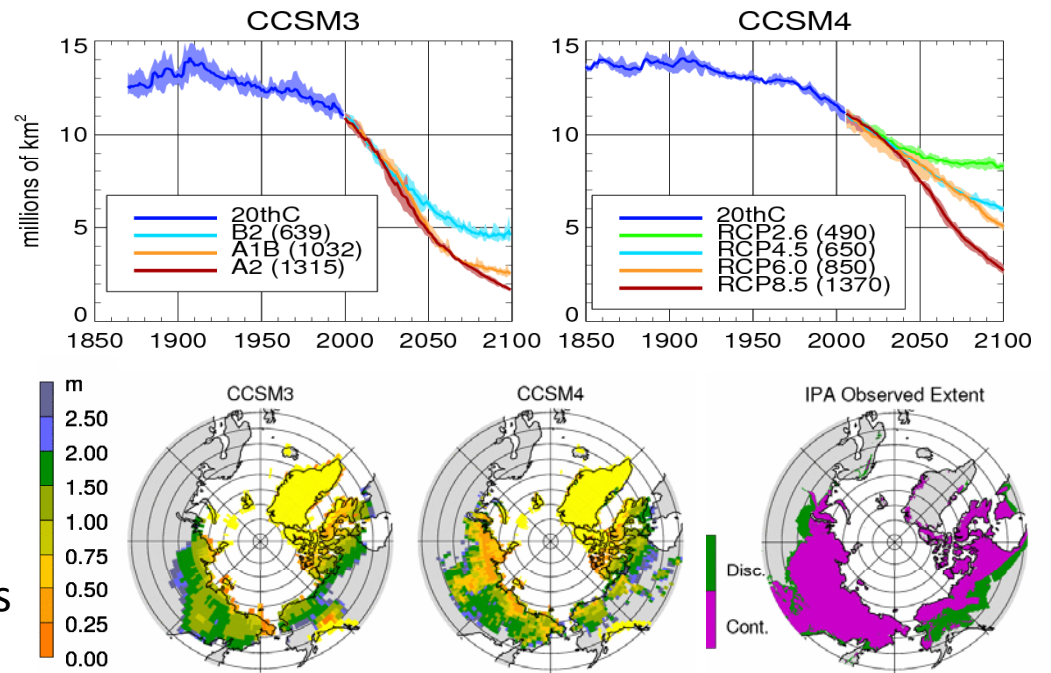 CCSM3
CCSM4
millions of km²
15
10
5
0
20thC
B2 (639)
A1B (1032)
A2 (1315)
1850 1900 1950 2000 2050 2100
15
10
5
0
20thC
RCP2.6 (490)
RCP4.5 (650)
RCP6.0 (850)
RCP8.5 (1370)
1850 1900 1950 2000 2050 2100
s
m
2.50
2.00
1.50
1.00
0.75
0.50
0.25
0.00
CCSM3
CCSM4
IPA Observed Extent
Disc.
Cont.